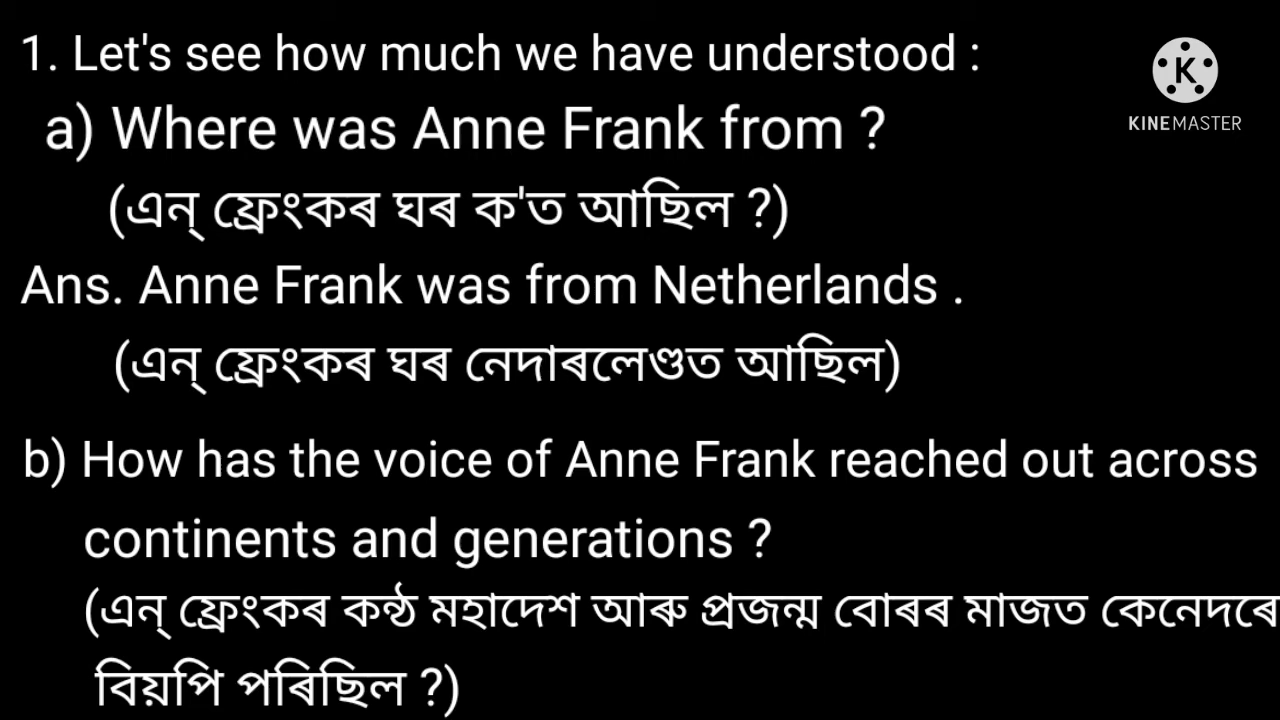 1. Let's see how much we have understood :
KINEMASTER
a) Where was Anne Frank from ?
(এন্ ফ্ৰেংকৰ ঘৰ ক'ত আছিল ?)
Ans. Anne Frank was from Netherlands .
(এন্ ফ্ৰেংকৰ ঘৰ নেদাৰলেণ্ডত আছিল)
b) How has the voice of Anne Frank reached out across
continents and generations ?
(এন্ ফ্ৰেংকৰ কন্ঠ মহাদেশ আৰু প্ৰজন্ম বোৰৰ মাজত কেনেদৰে
বিয়পি পৰিছিল ?)